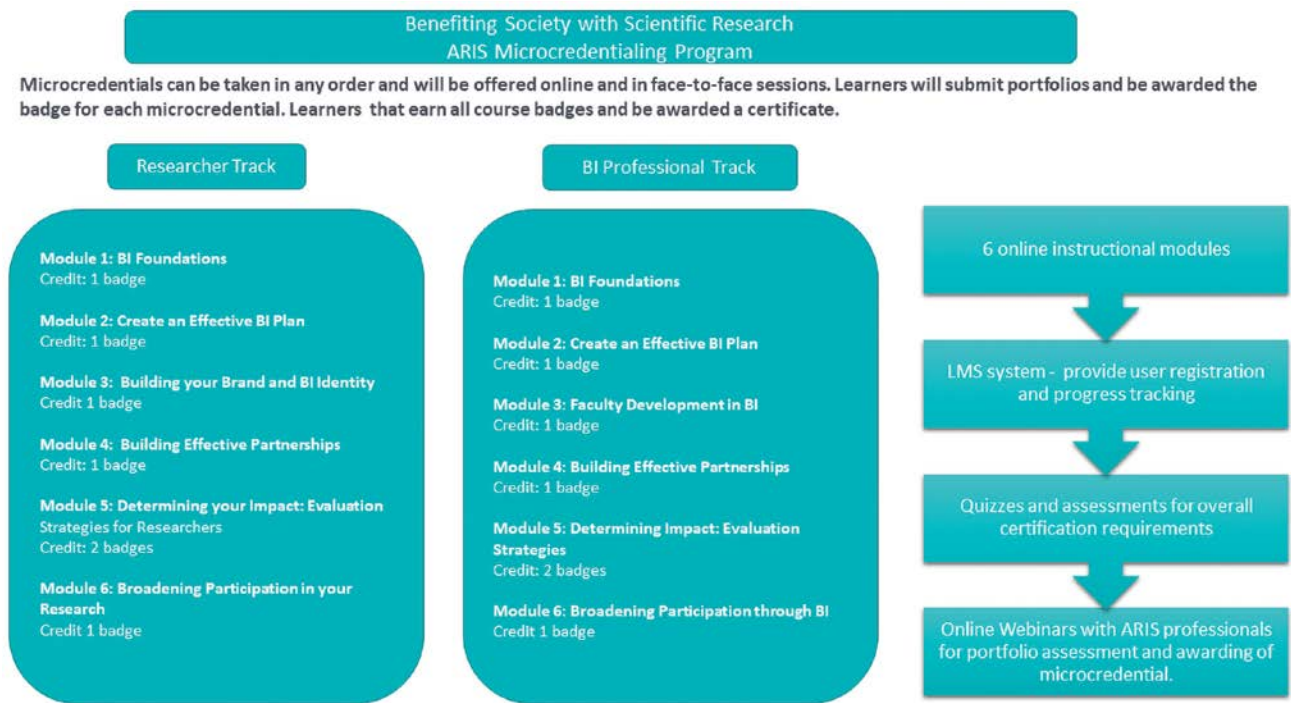 Benefiting Society with Scientific Research
ARIS Microcredentialing Program
Microcredentials can be taken in any order and will be offered online and in face-to-face sessions. Learners will submit portfolios and be awarded the
badge for each microcredential. Learners that earn all course badges and be awarded a certificate.
Researcher Track
Module 1: BI Foundations
Credit: 1 badge
Module 2: Create an Effective BI Plan
Credit: 1 badge
Module 3: Building your Brand and BI Identity
Credit 1 badge
Module 4: Building Effective Partnerships
Credit: 1 badge
Module 5: Determining your Impact: Evaluation
Strategies for Researchers
Credit: 2 badges
Module 6: Broadening Participation in your
Research
Credit 1 badge
BI Professional Track
Module 1: BI Foundations
Credit: 1 badge
Module 2: Create an Effective BI Plan
Credit: 1 badge
Module 3: Faculty Development in BI
Credit: 1 badge
Module 4: Building Effective Partnerships
Credit: 1 badge
Module 5: Determining Impact: Evaluation
Strategies
Credit: 2 badges
Module 6: Broadening Participation through BI
Credit 1 badge
6 online instructional modules
LMS system - provide user registration
and progress tracking
Quizzes and assessments for overall
certification requirements
Online Webinars with ARIS professionals
for portfolio assessment and awarding of
microcredential.